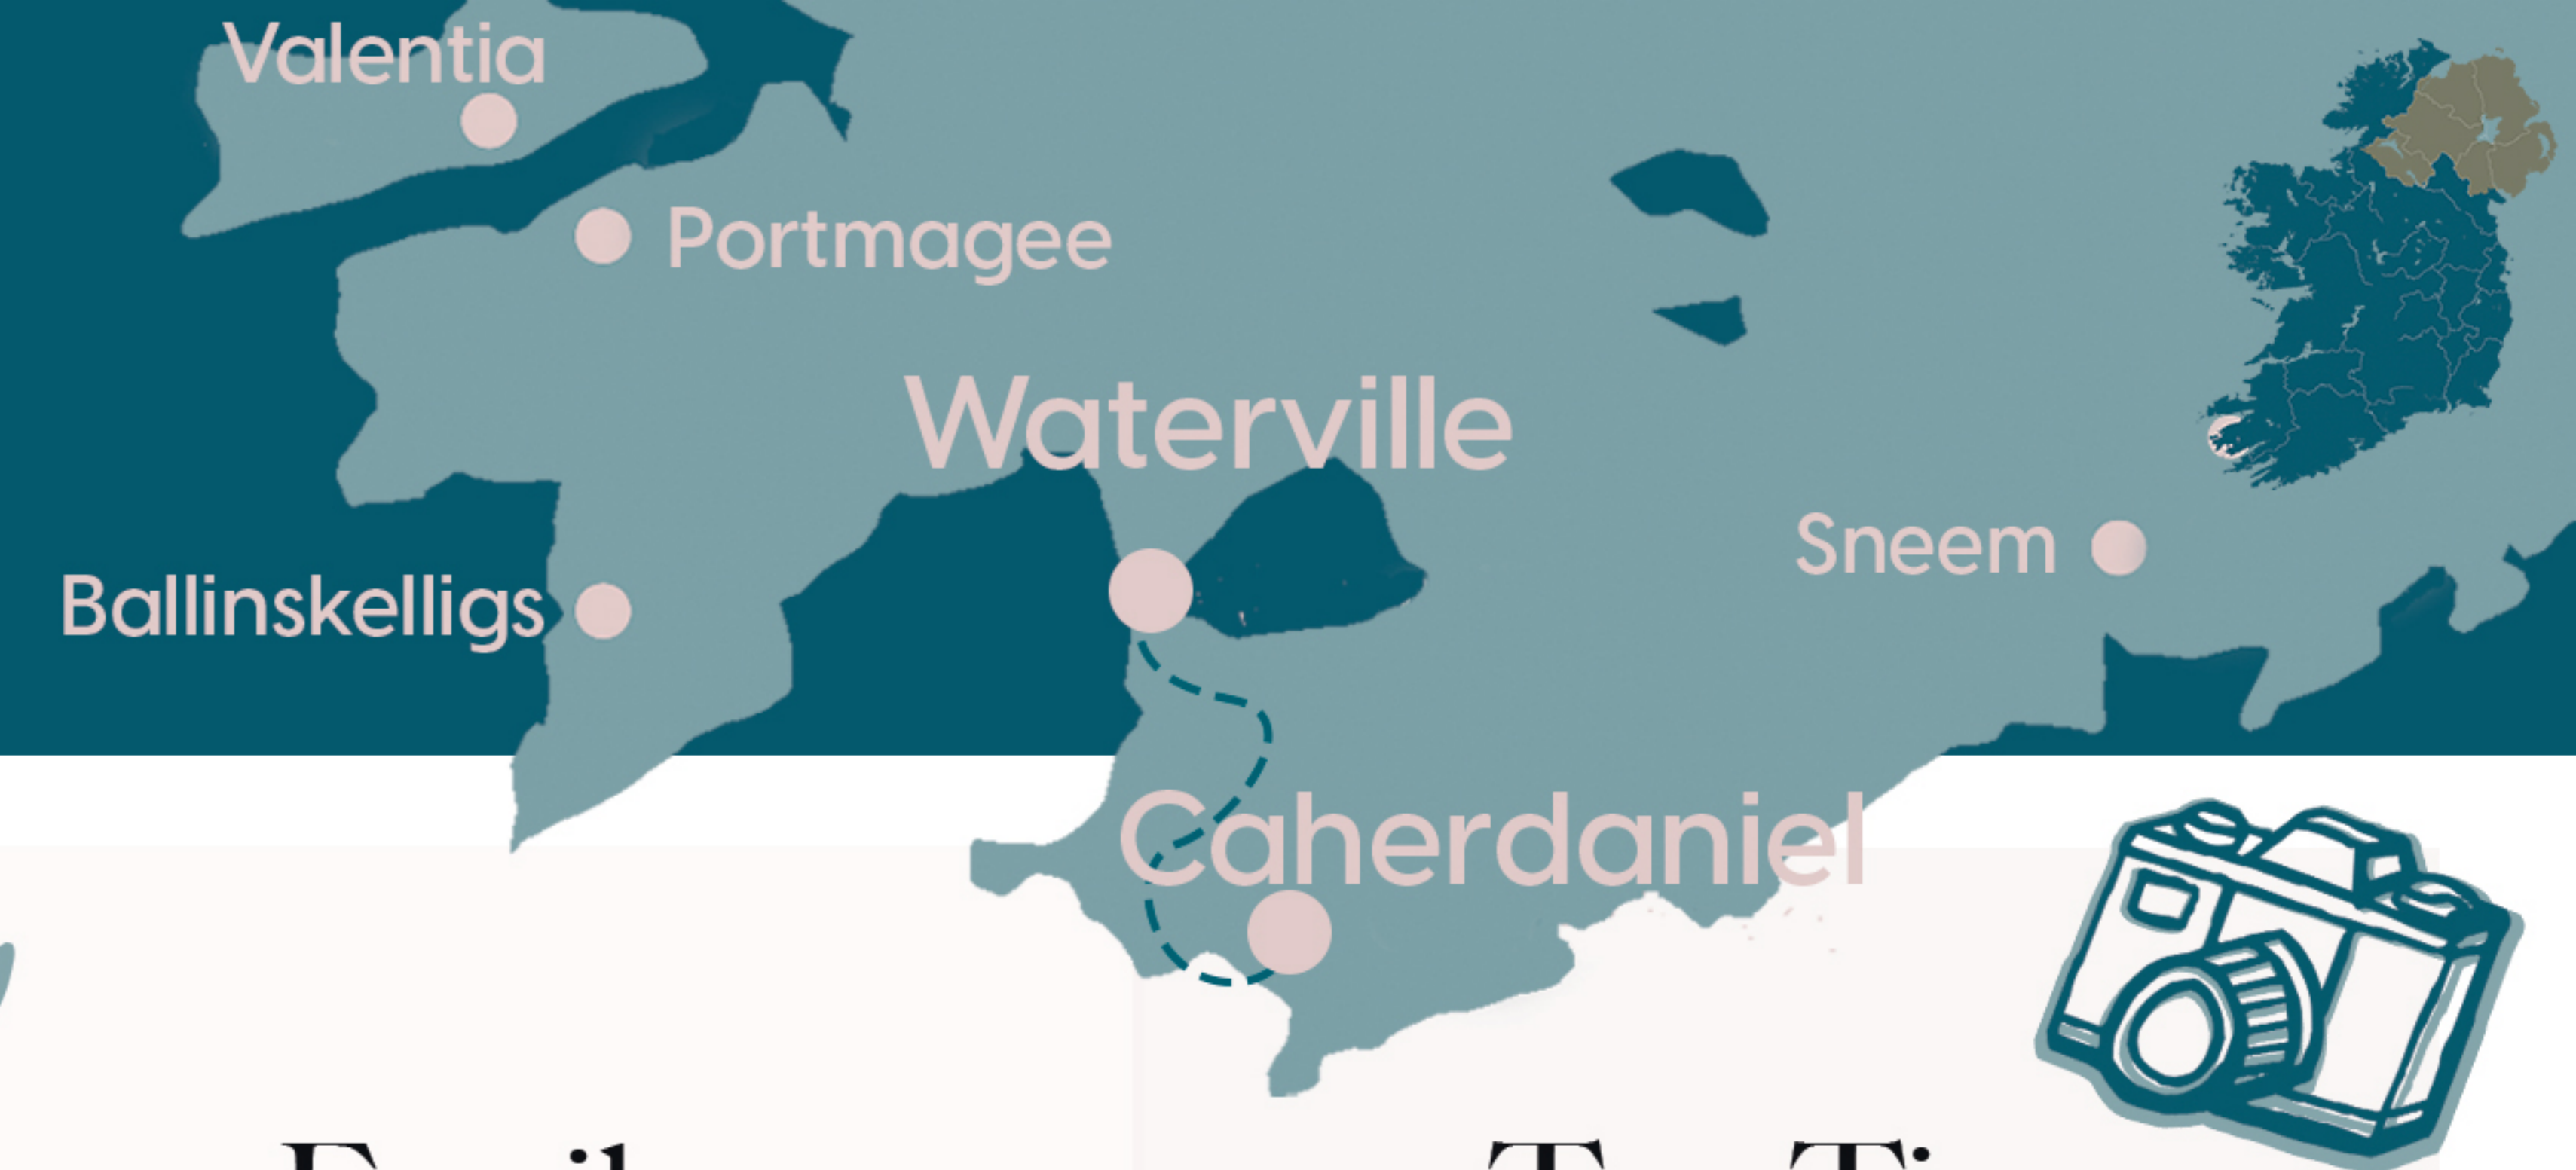 Valentia
Portmagee
Waterville
Sneem
Ballinskelligs
Caherdaniel